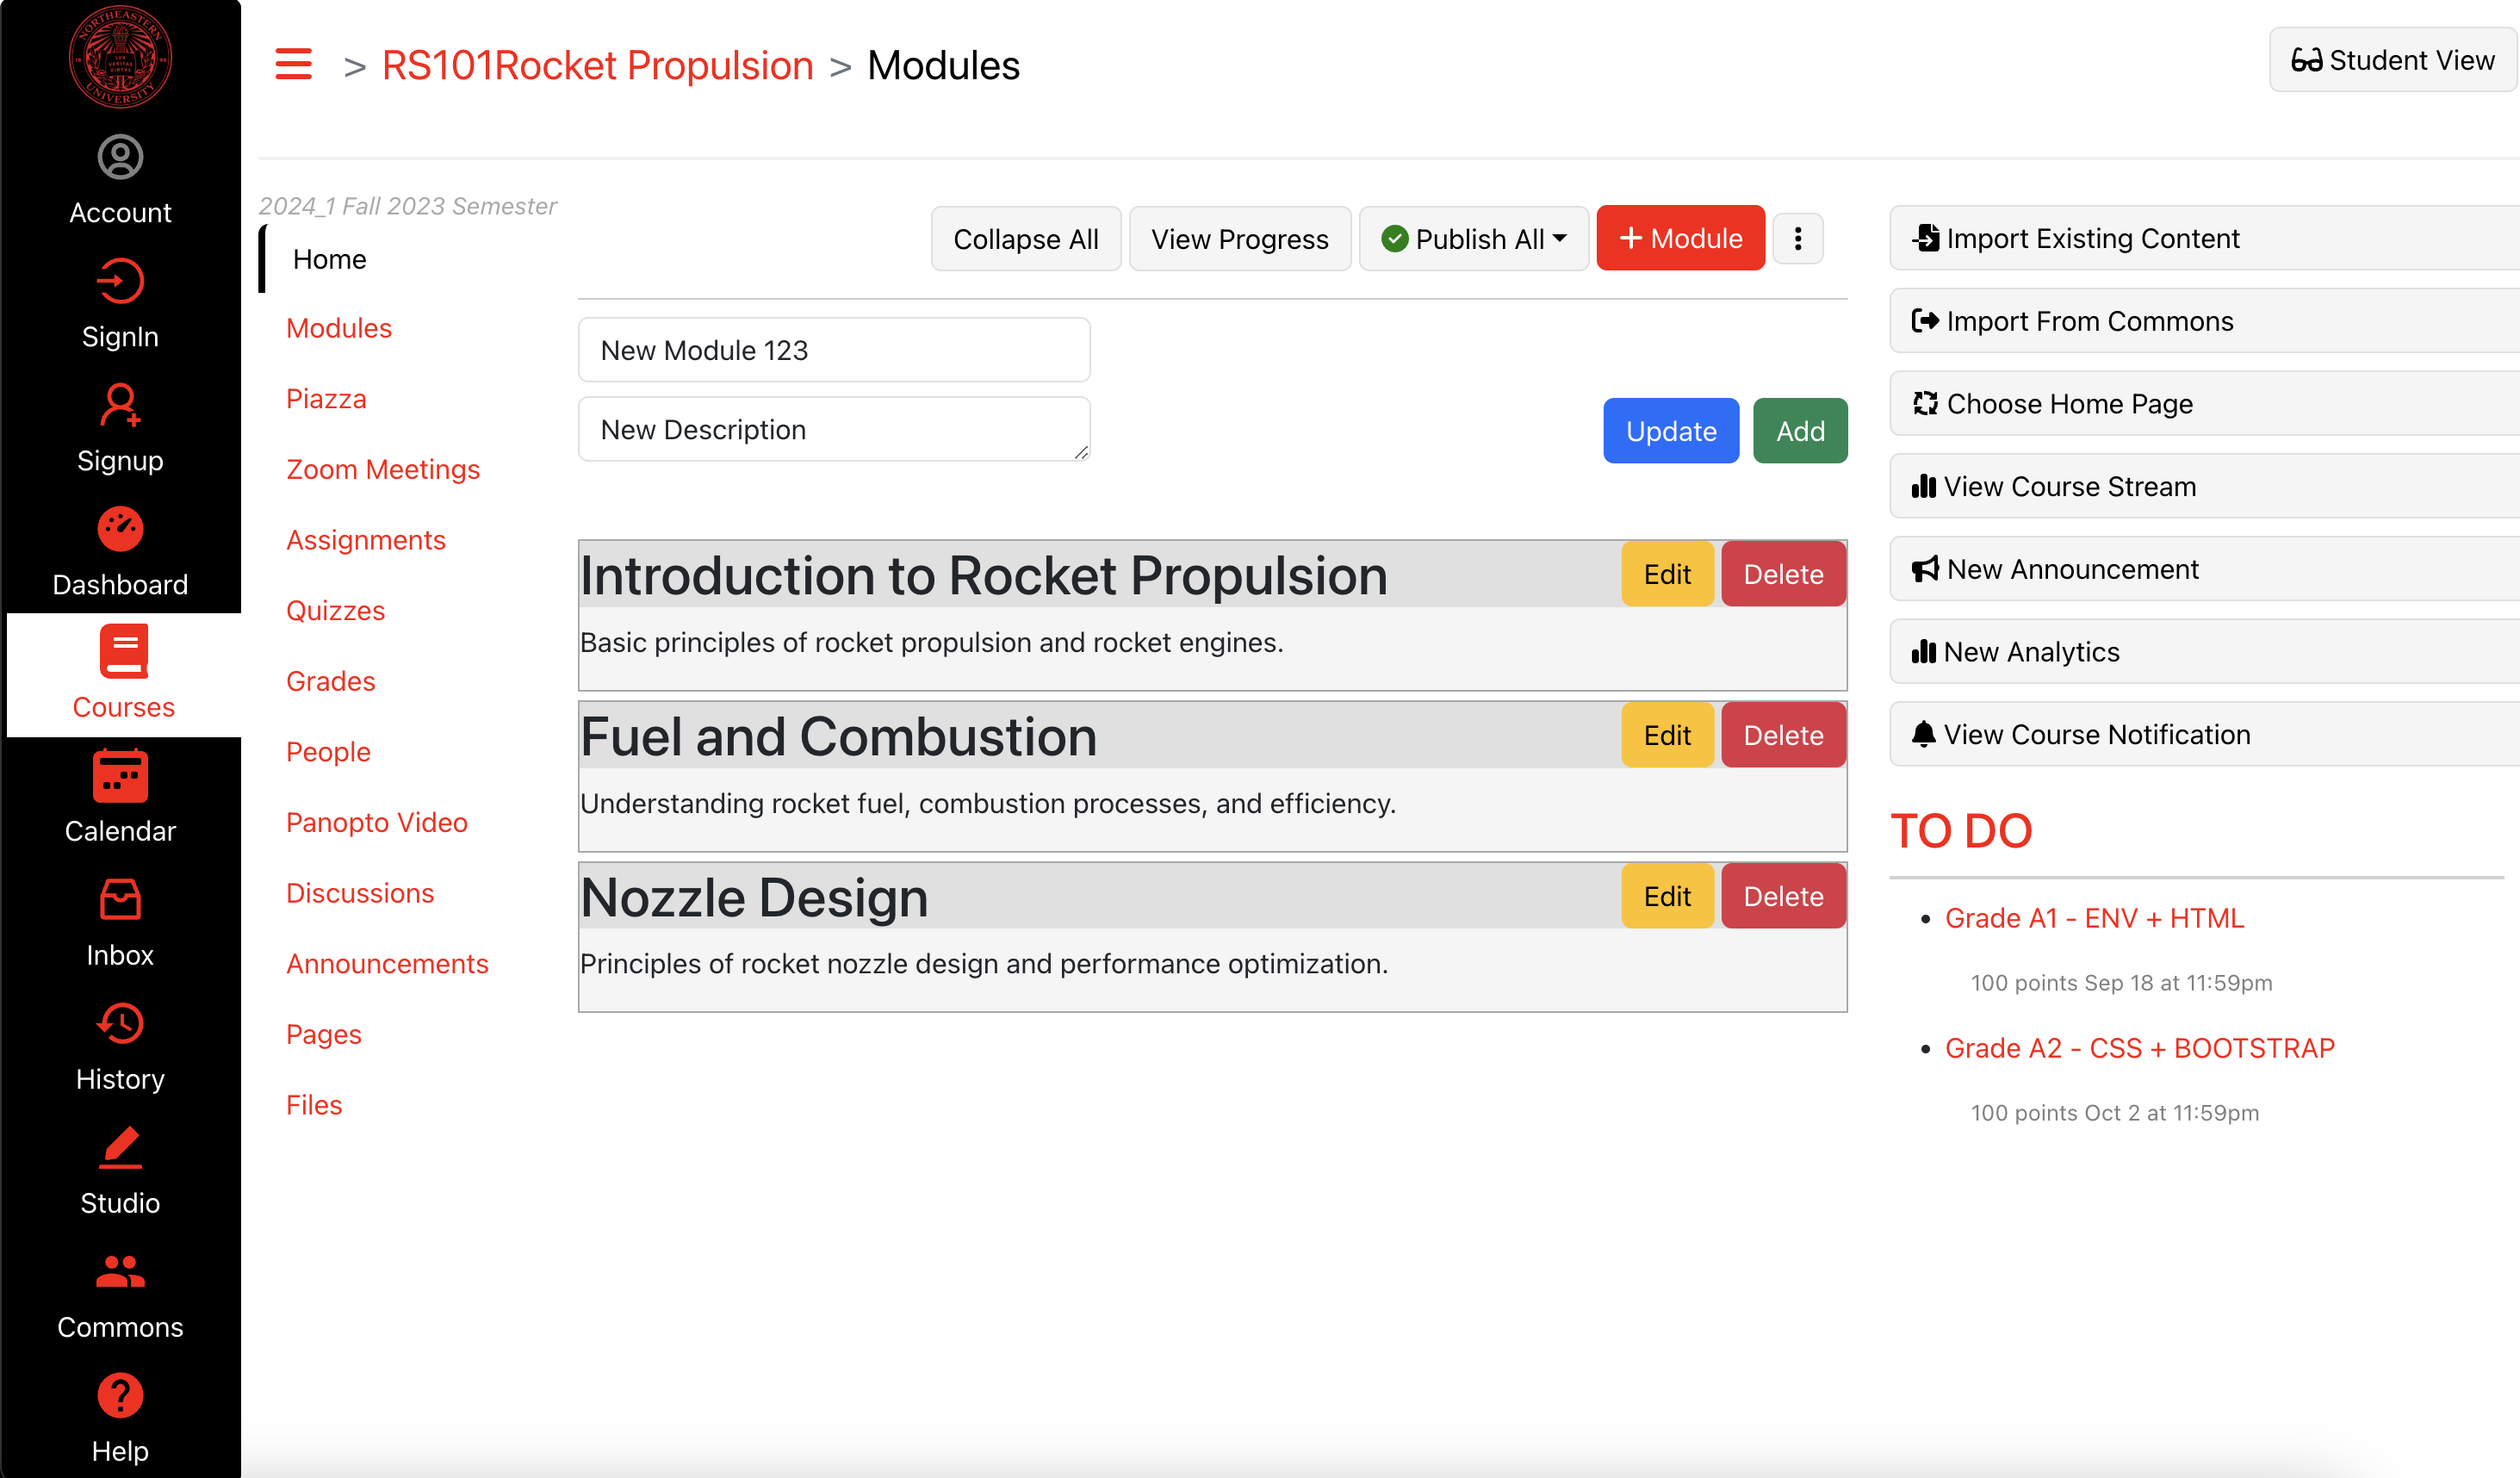 NORTHEASTERN
UNIVERSITY
Account
SignIn
Signup
Dashboard
Courses
Calendar
Inbox
History
Studio
Commons
Help
> RS101Rocket Propulsion > Modules
Student View
2024_1 Fall 2023 Semester
Home
Modules
Piazza
Zoom Meetings
Assignments
Quizzes
Grades
People
Panopto Video
Discussions
Announcements
Pages
Files
Collapse All
View Progress
Publish All
+ Module
New Module 123
New Description
Update
Add
Introduction to Rocket Propulsion
Edit
Delete
Basic principles of rocket propulsion and rocket engines.
Fuel and Combustion
Edit
Delete
Understanding rocket fuel, combustion processes, and efficiency.
Nozzle Design
Edit
Delete
Principles of rocket nozzle design and performance optimization.
Import Existing Content
Import From Commons
Choose Home Page
View Course Stream
New Announcement
New Analytics
View Course Notification
TO DO
• Grade A1 - ENV + HTML
100 points Sep 18 at 11:59pm
• Grade A2 - CSS + BOOTSTRAP
100 points Oct 2 at 11:59pm